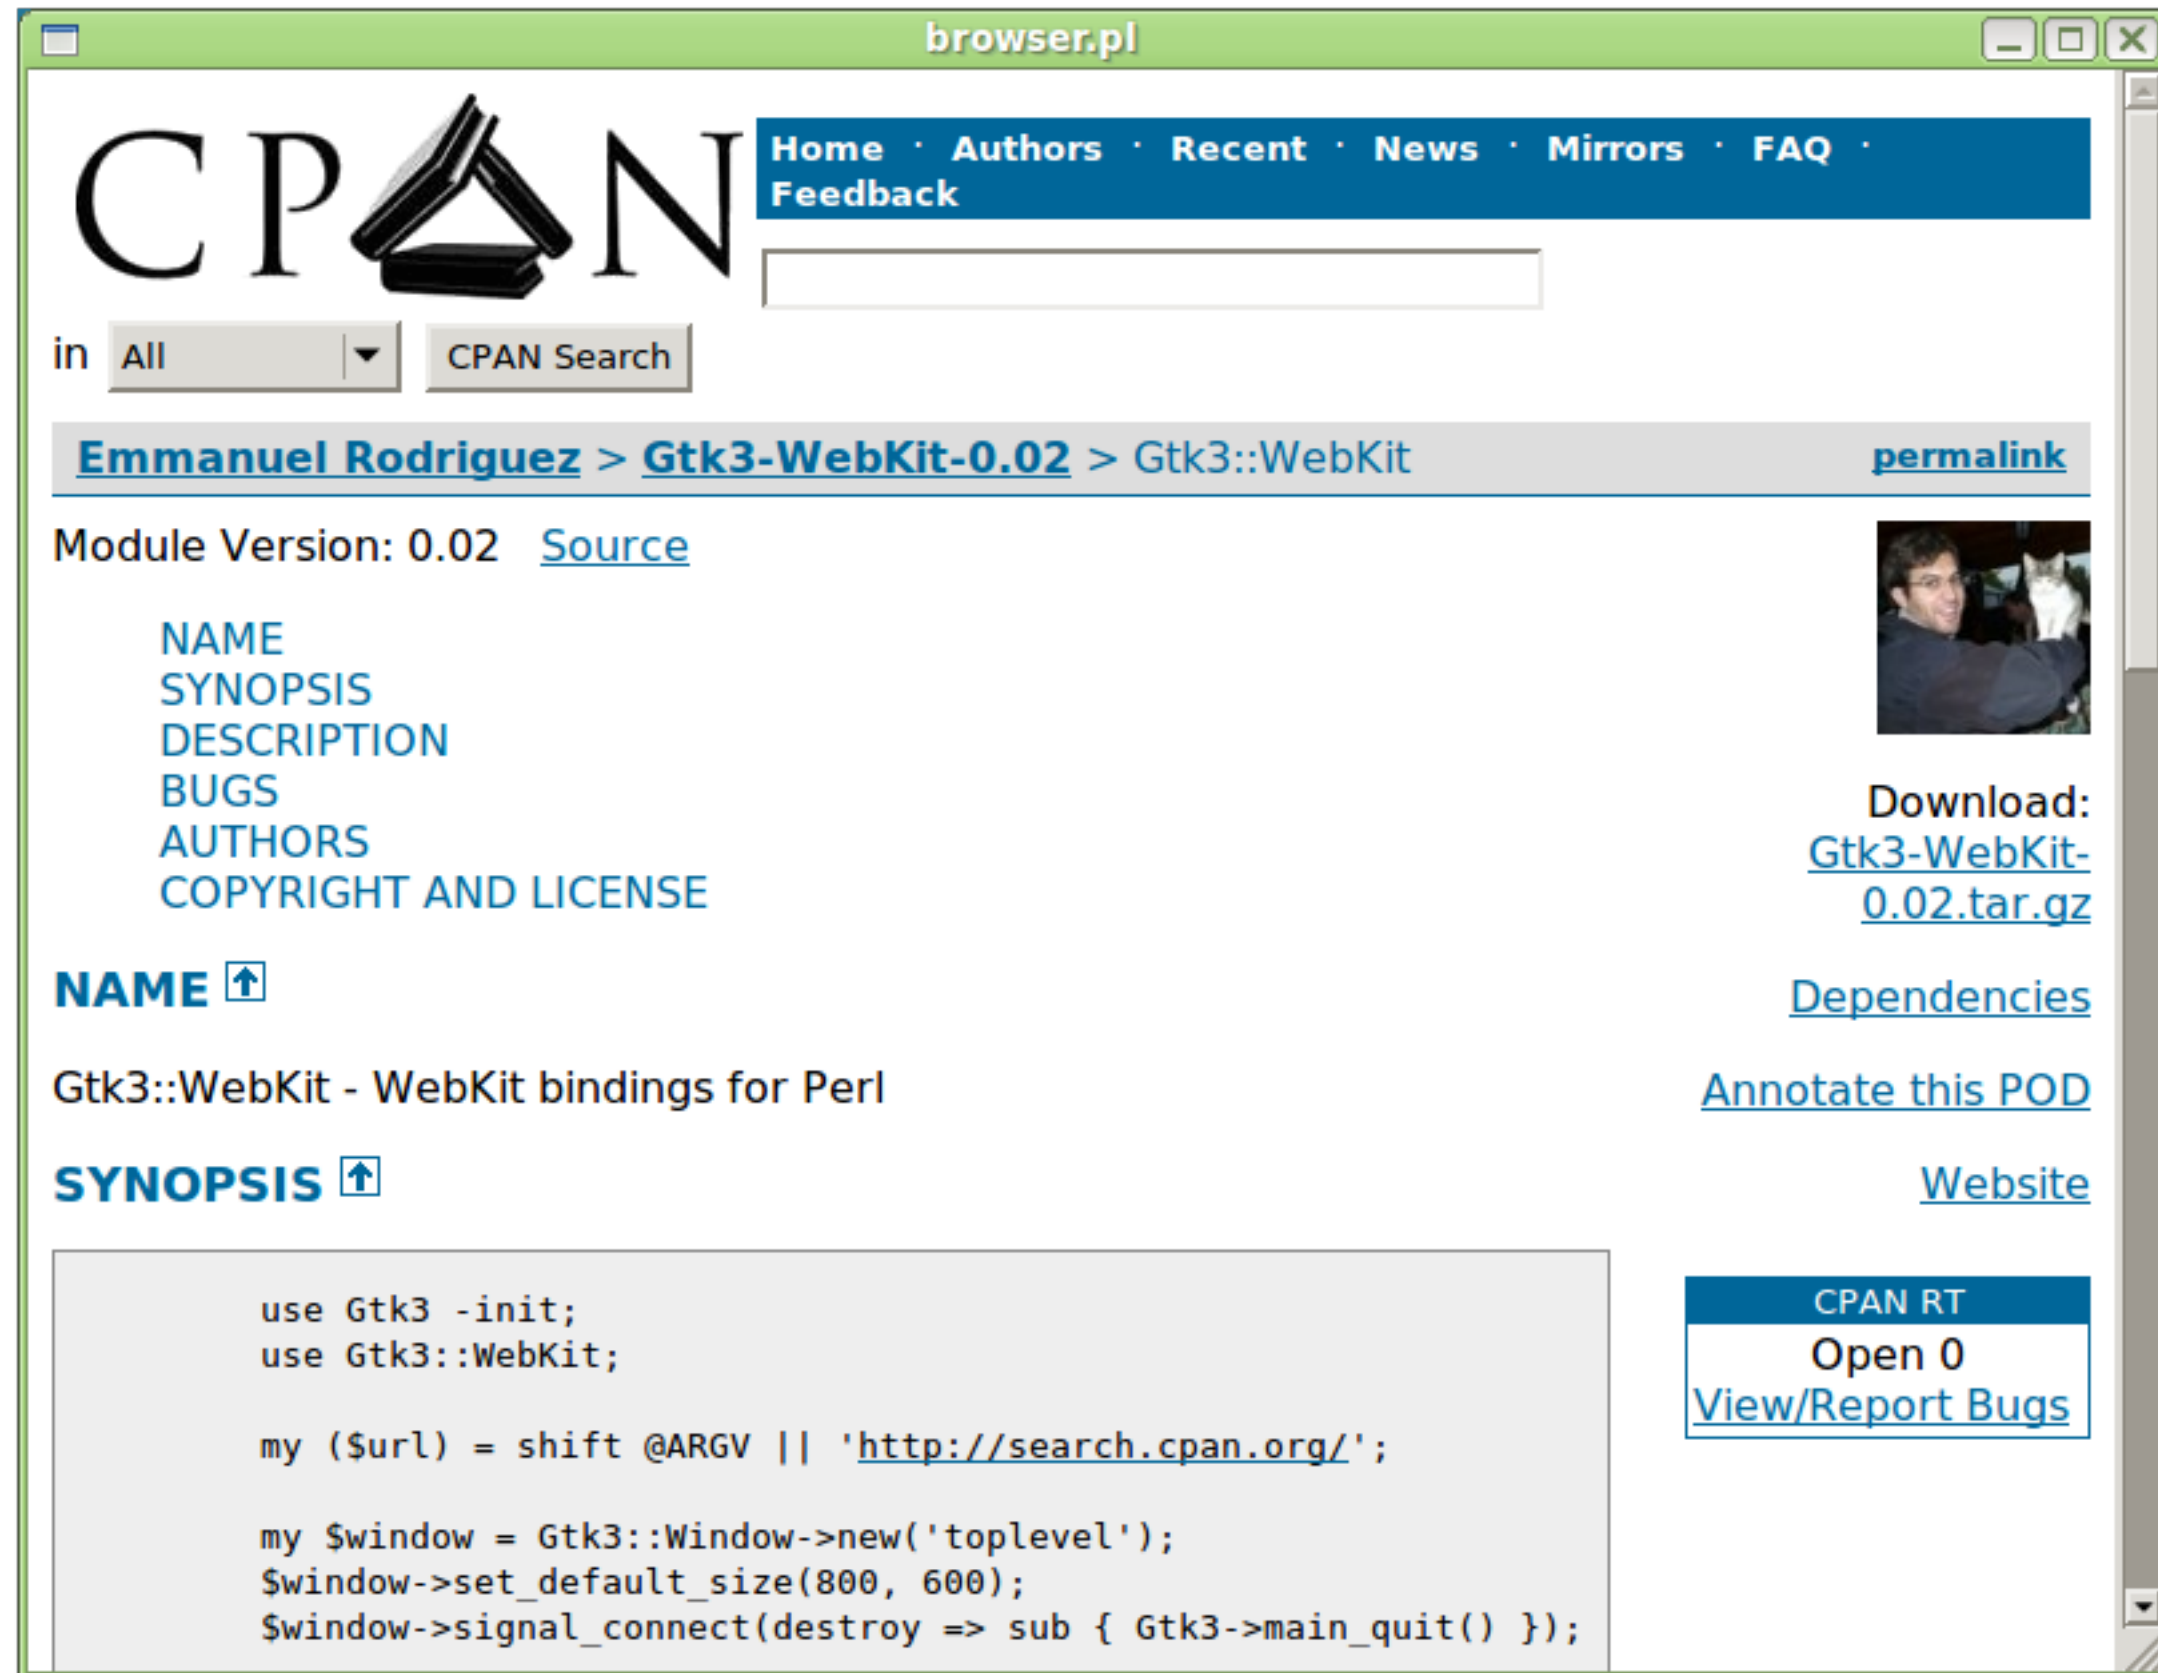 browser.pl
CPAN
Home · Authors · Recent · News · Mirrors · FAQ ·
Feedback
in All CPAN Search
Emmanuel Rodriguez > Gtk3-WebKit-0.02 > Gtk3::WebKit permalink
Module Version: 0.02 Source
NAME
SYNOPSIS
DESCRIPTION
BUGS
AUTHORS
COPYRIGHT AND LICENSE
Download:
Gtk3-WebKit-
0.02.tar.gz
NAME
Dependencies
Gtk3::WebKit - WebKit bindings for Perl
Annotate this POD
SYNOPSIS
Website
use Gtk3 -init;
use Gtk3::WebKit;
my ($url) = shift @ARGV || 'http://search.cpan.org/';
my $window = Gtk3::Window->new('toplevel');
$window->set_default_size(800, 600);
$window->signal_connect(destroy => sub { Gtk3->main_quit() });
CPAN RT
Open 0
View/Report Bugs